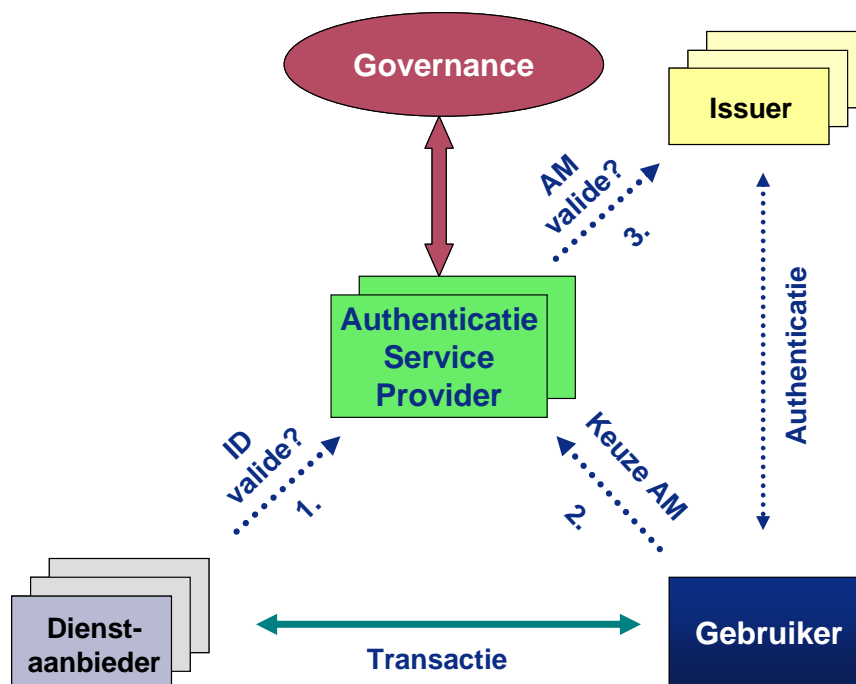 Governance
Issuer
AM
valide?
3.
Authenticatie
Service
Provider
Authenticatie
ID
valide?
1.
Keuze AM
2.
Dienst-
aanbieder
Transactie
Gebruiker